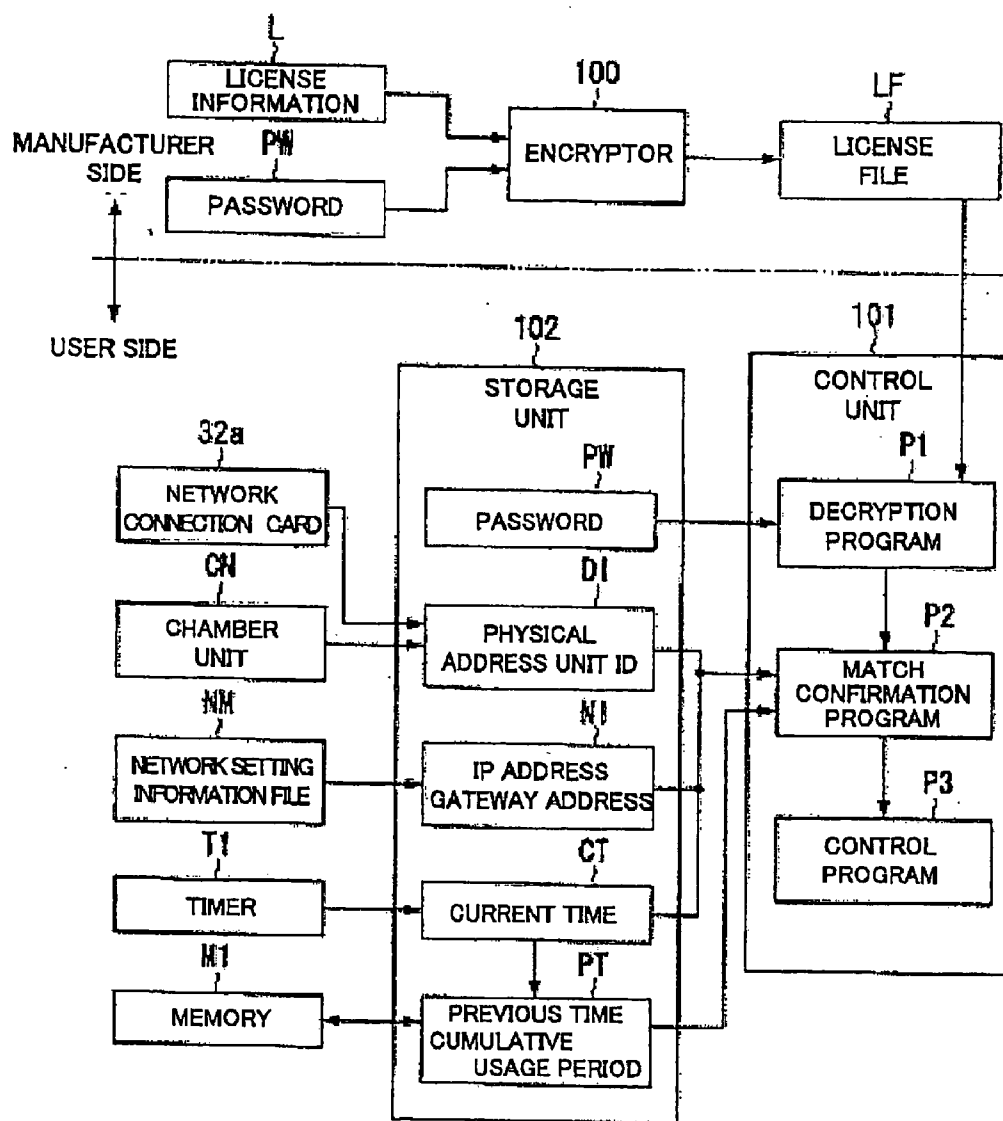 L
LICENSE
INFORMATION
100
LF
MANUFACTURER
SIDE
PW
ENCRYPTOR
LICENSE
FILE
PASSWORD
USER SIDE
102
STORAGE
UNIT
101
CONTROL
UNIT
32a
NETWORK
CONNECTION CARD
PW
PASSWORD
P1
DECRYPTION
PROGRAM
CN
CHAMBER
UNIT
DI
PHYSICAL
ADDRESS UNIT ID
P2
MATCH
CONFIRMATION
PROGRAM
NM
NETWORK SETTING
INFORMATION FILE
NI
IP ADDRESS
GATEWAY ADDRESS
P3
CONTROL
PROGRAM
T1
TIMER
CT
CURRENT TIME
M1
MEMORY
PT
PREVIOUS TIME
CUMULATIVE
USAGE PERIOD